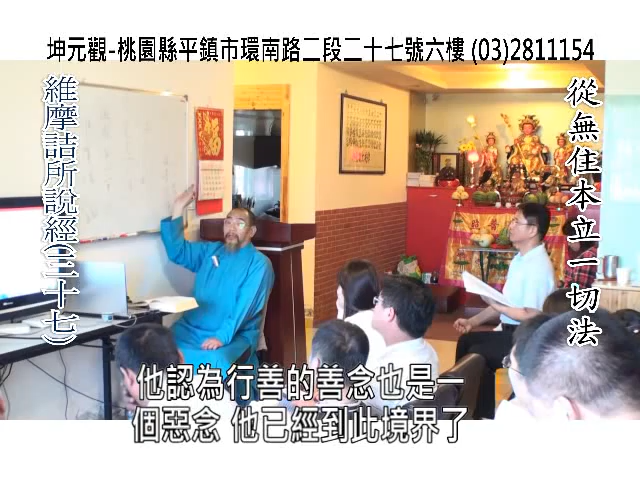 坤元觀-桃園縣平鎮市環南路二段二十七號六樓 (03)2811154
維摩詰所說經(三十七)
從無住本立一切法
他認為行善的善念也是一
個惡念 他已經到此境界了